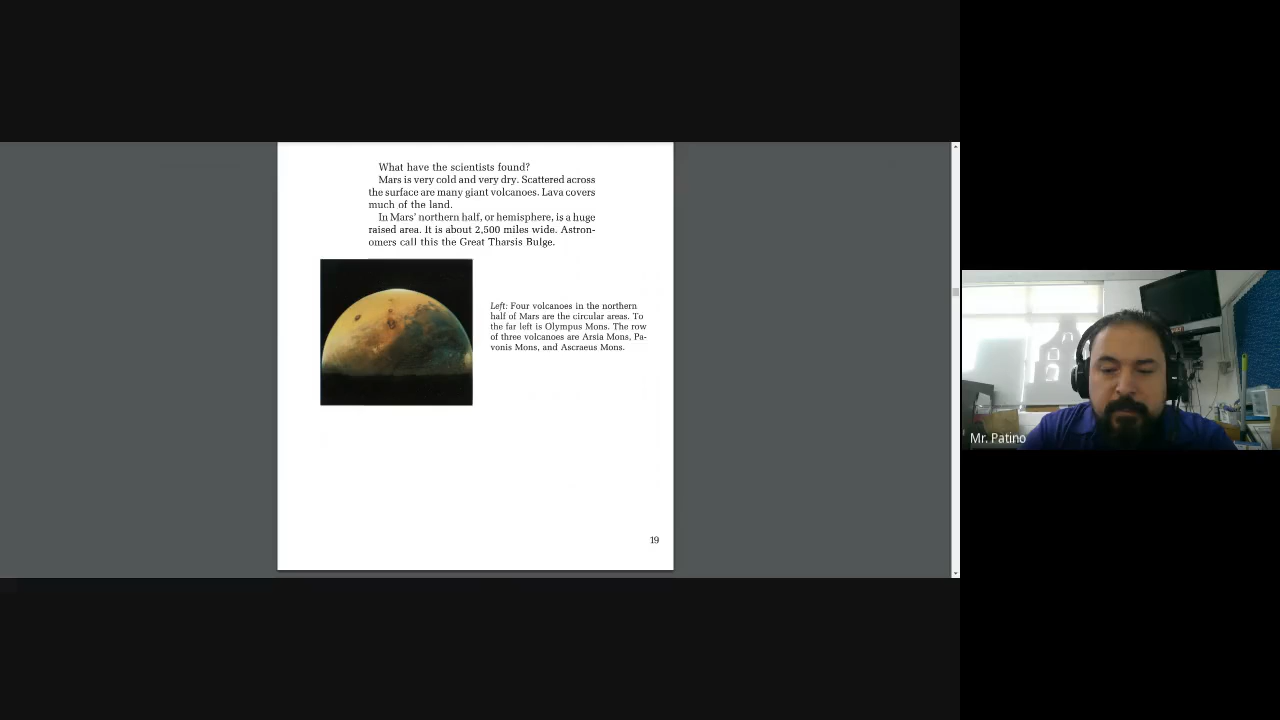 What have the scientists found?
Mars is very cold and very dry. Scattered across
the surface are many giant volcanoes. Lava covers
much of the land.
In Mars' northern half, or hemisphere, is a huge
raised area. It is about 2,500 miles wide. Astron-
omers call this the Great Tharsis Bulge.
Left: Four volcanoes in the northern
half of Mars are the circular areas. To
the far left is Olympus Mons. The row
of three volcanoes are Arsia Mons, Pa-
vonis Mons, and Ascraeus Mons.
19
Mr. Patino